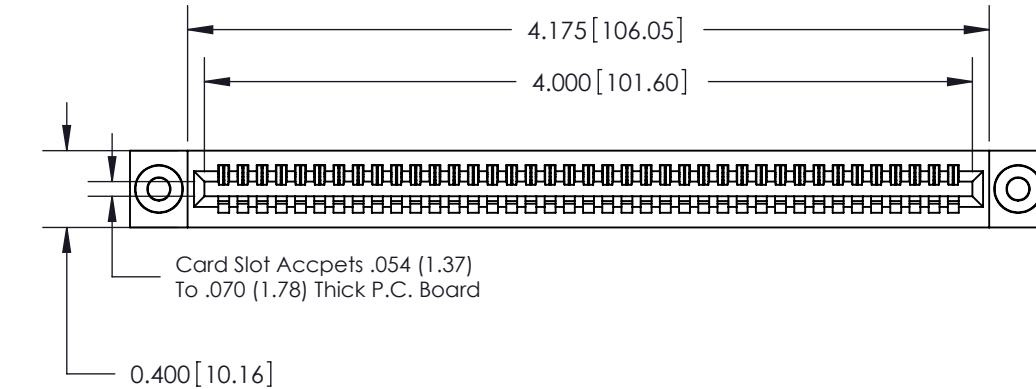 4.175[106.05]
4.000[101.60]
Card Slot Accpets .054 (1.37)
To .070 (1.78) Thick P.C. Board
0.400[10.16]